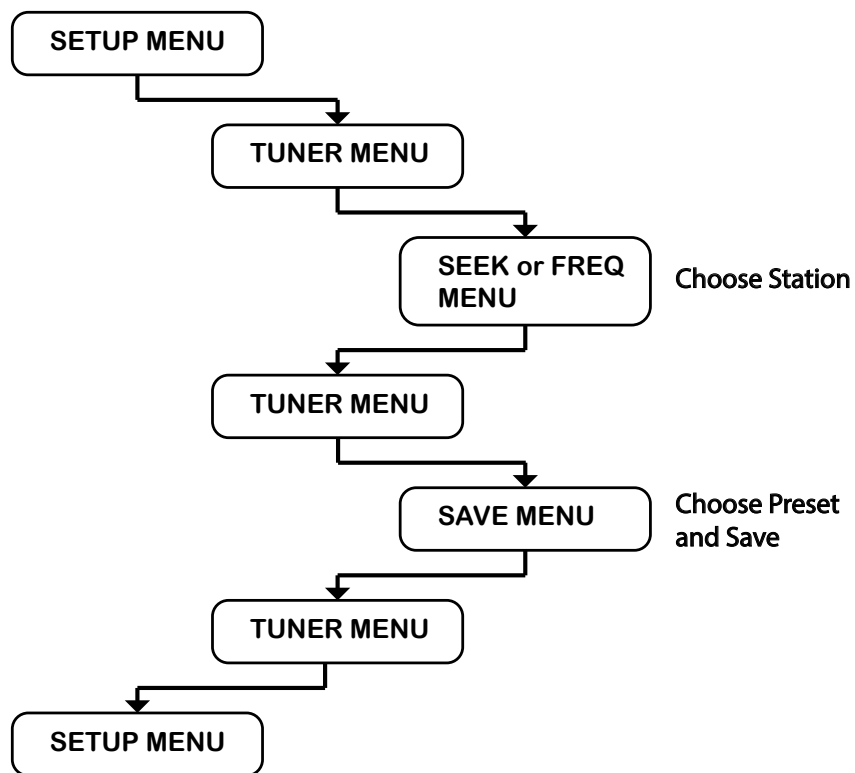 SETUP MENU
TUNER MENU
SEEK or FREQ
MENU
Choose Station
TUNER MENU
SAVE MENU
Choose Preset
and Save
TUNER MENU
SETUP MENU